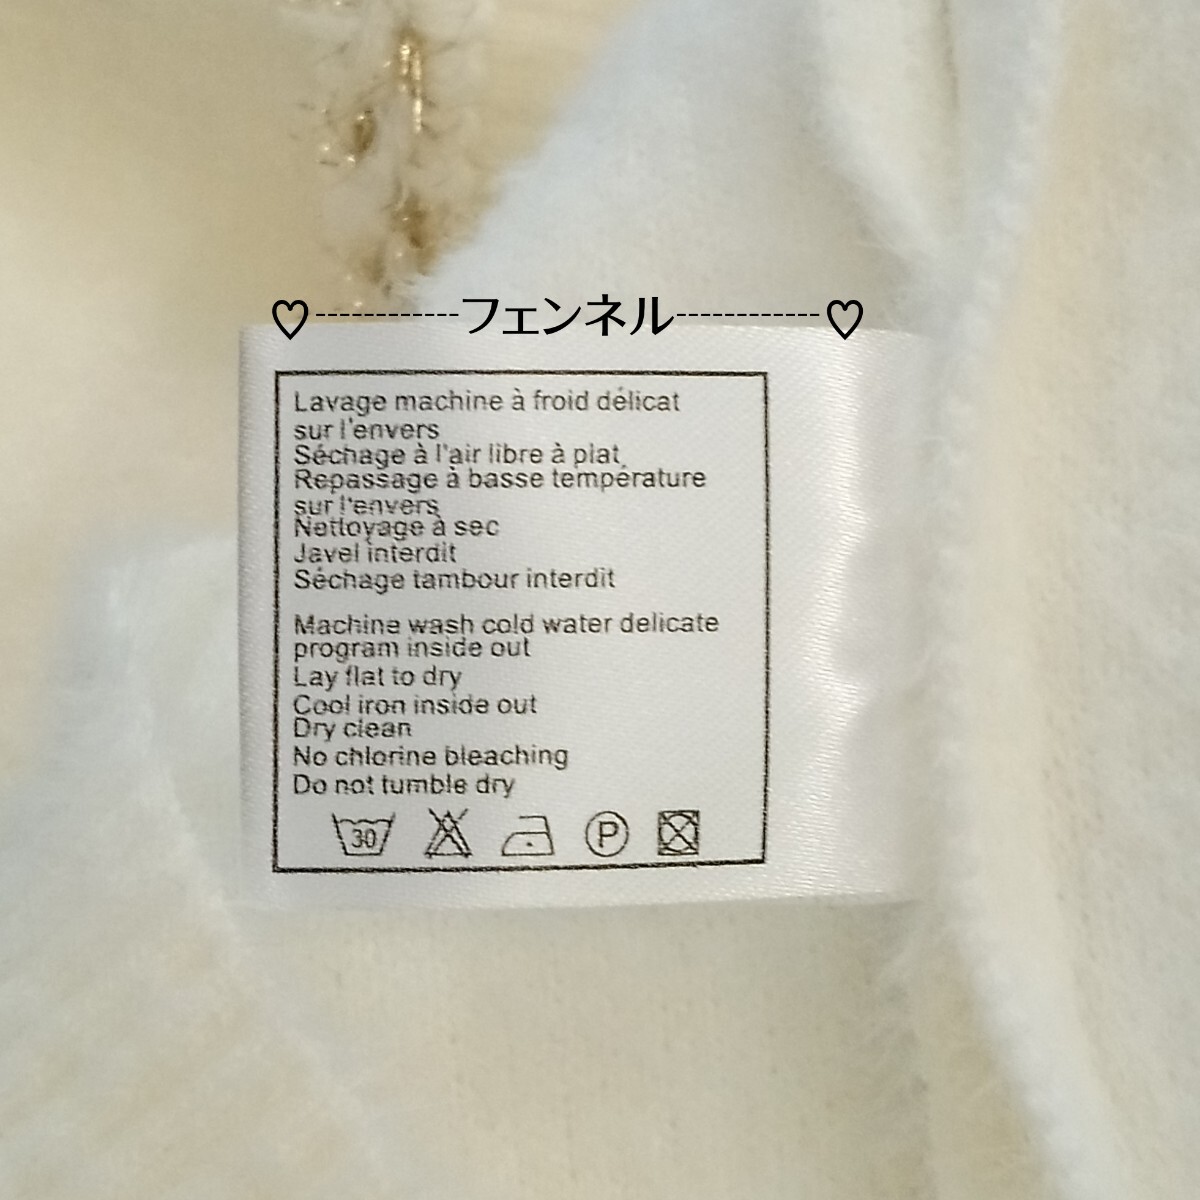 ♡------------フェンネル------------♡
Lavage machine à froid délicat
sur l'envers
Séchage à l'air libre à plat
Repassage à basse température
sur l'envers
Nettoyage à sec
Javel interdit
Séchage tambour interdit
Machine wash cold water delicate
program inside out
Lay flat to dry
Cool iron inside out
Dry clean
No chlorine bleaching
Do not tumble dry
30 P